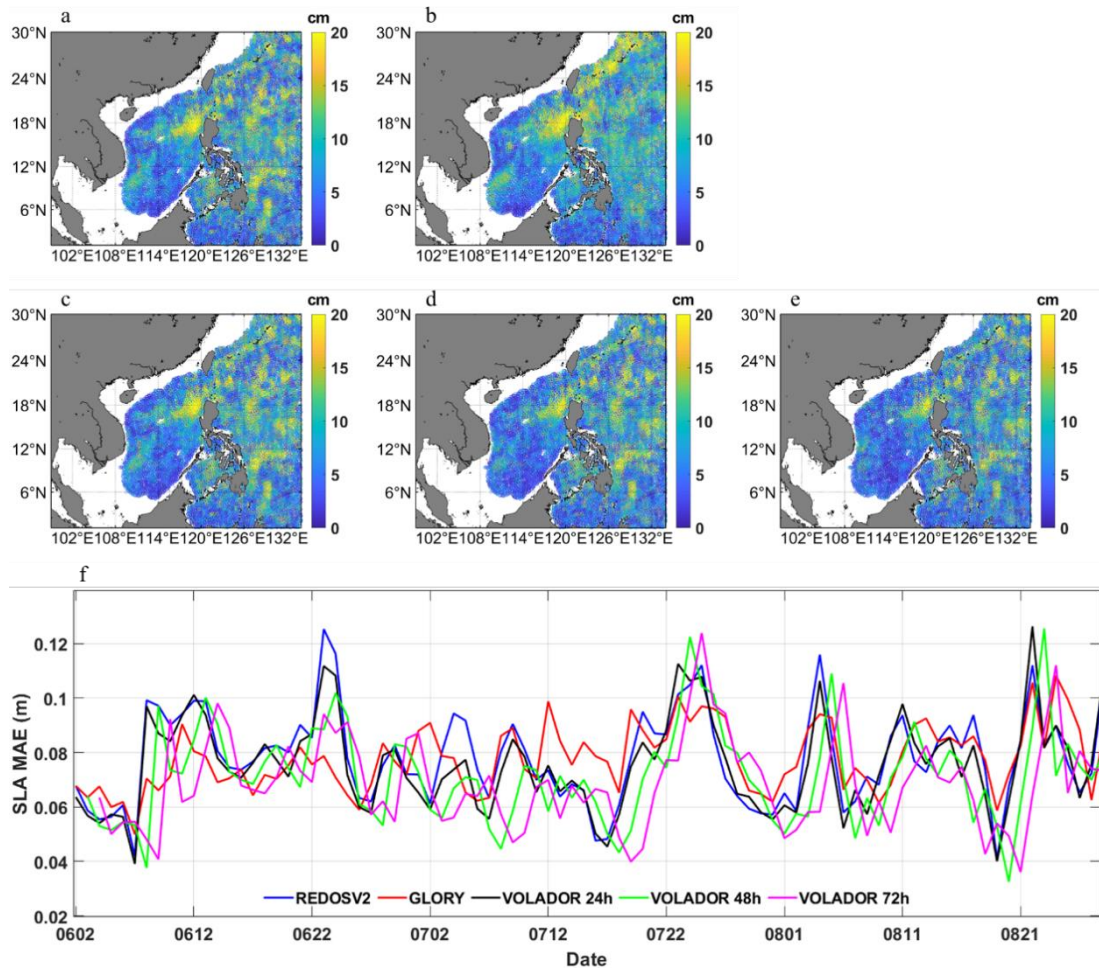 a
cm
30°N
24°N
18°N
12°N
6°N
20
15
10
5
0
102°E108°E114°E120°E126°E132°E
b
cm
30°N
24°N
18°N
12°N
6°N
20
15
10
5
0
102°E108°E114°E120°E126°E132°E
c
cm
30°N
24°N
18°N
12°N
6°N
20
15
10
5
0
102°E108°E114°E120°E126°E132°E
d
cm
30°N
24°N
18°N
12°N
6°N
20
15
10
5
0
102°E108°E114°E120°E126°E132°E
e
cm
30°N
24°N
18°N
12°N
6°N
20
15
10
5
0
102°E108°E114°E120°E126°E132°E
f
SLA MAE (m)
0.12
0.1
0.08
0.06
0.04
0.02
REDOSV2 GLORY VOLADOR 24h VOLADOR 48h VOLADOR 72h
0602 0612 0622 0702 0712 0722 0801 0811 0821
Date